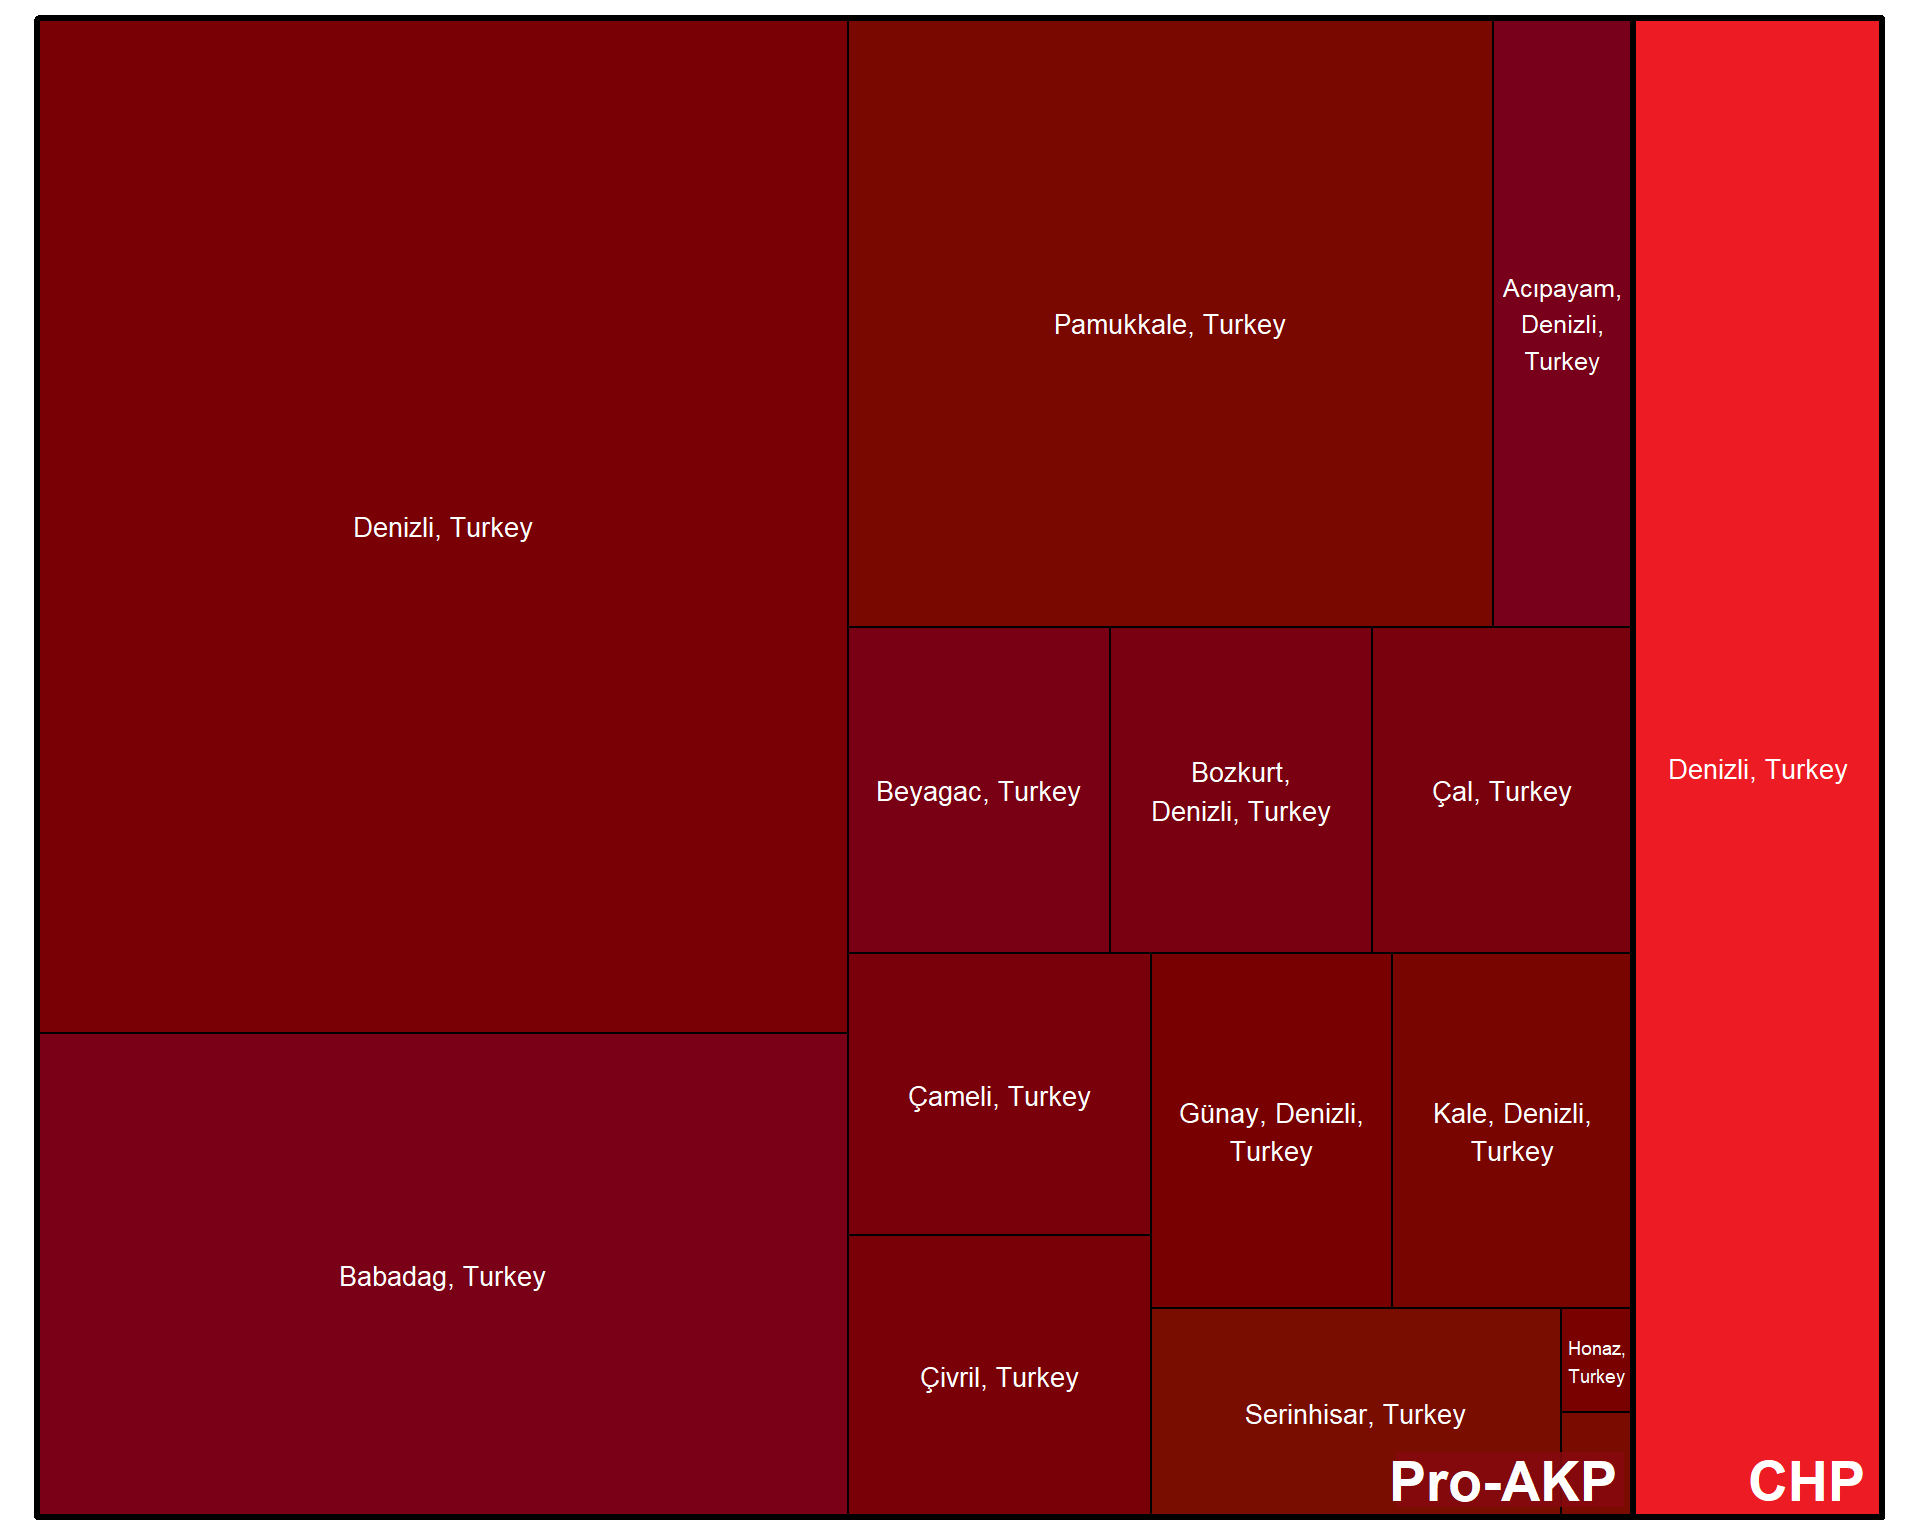 Denizli, Turkey
Babadag, Turkey
Pamukkale, Turkey
Acıpayam,
Denizli,
Turkey
Beyagac, Turkey
Bozkurt,
Denizli, Turkey
Çal, Turkey
Çameli, Turkey
Günay, Denizli,
Turkey
Kale, Denizli,
Turkey
Çivril, Turkey
Serinhisar, Turkey
Honaz,
Turkey
Pro-AKP
Denizli, Turkey
CHP